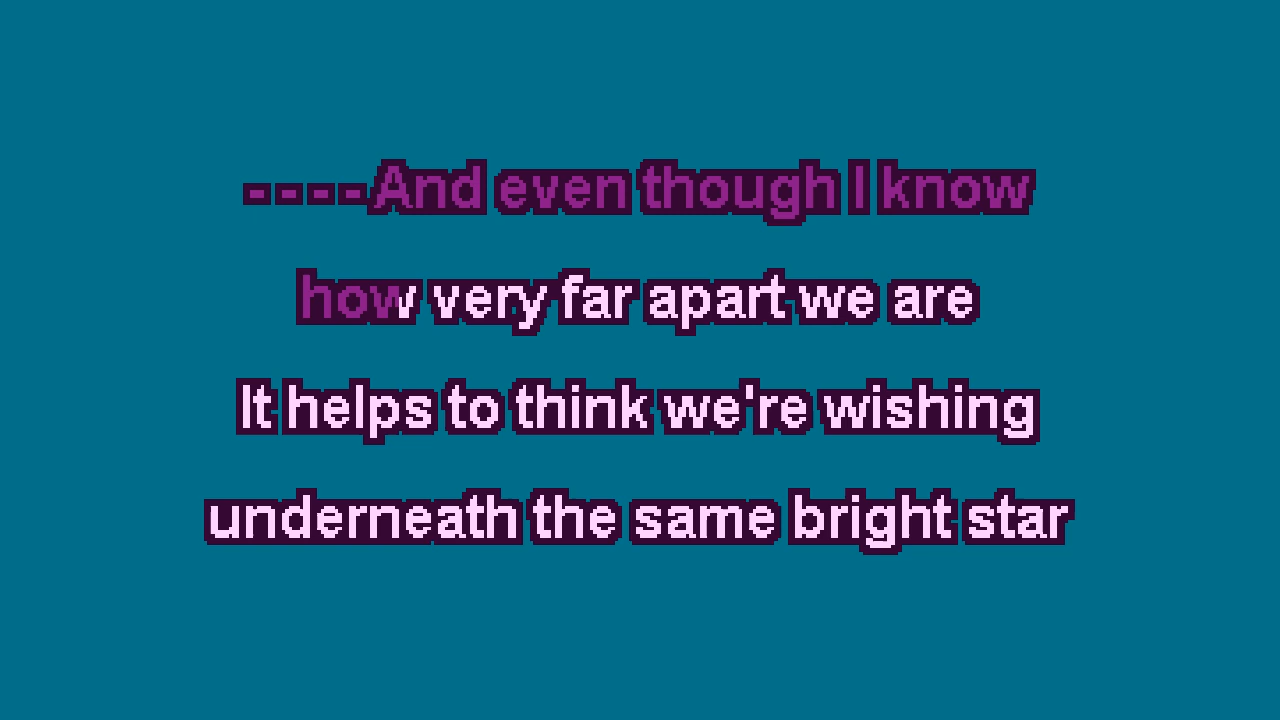 ----And even though I know
how very far apart we are
It helps to think we're wishing
underneath the same bright star